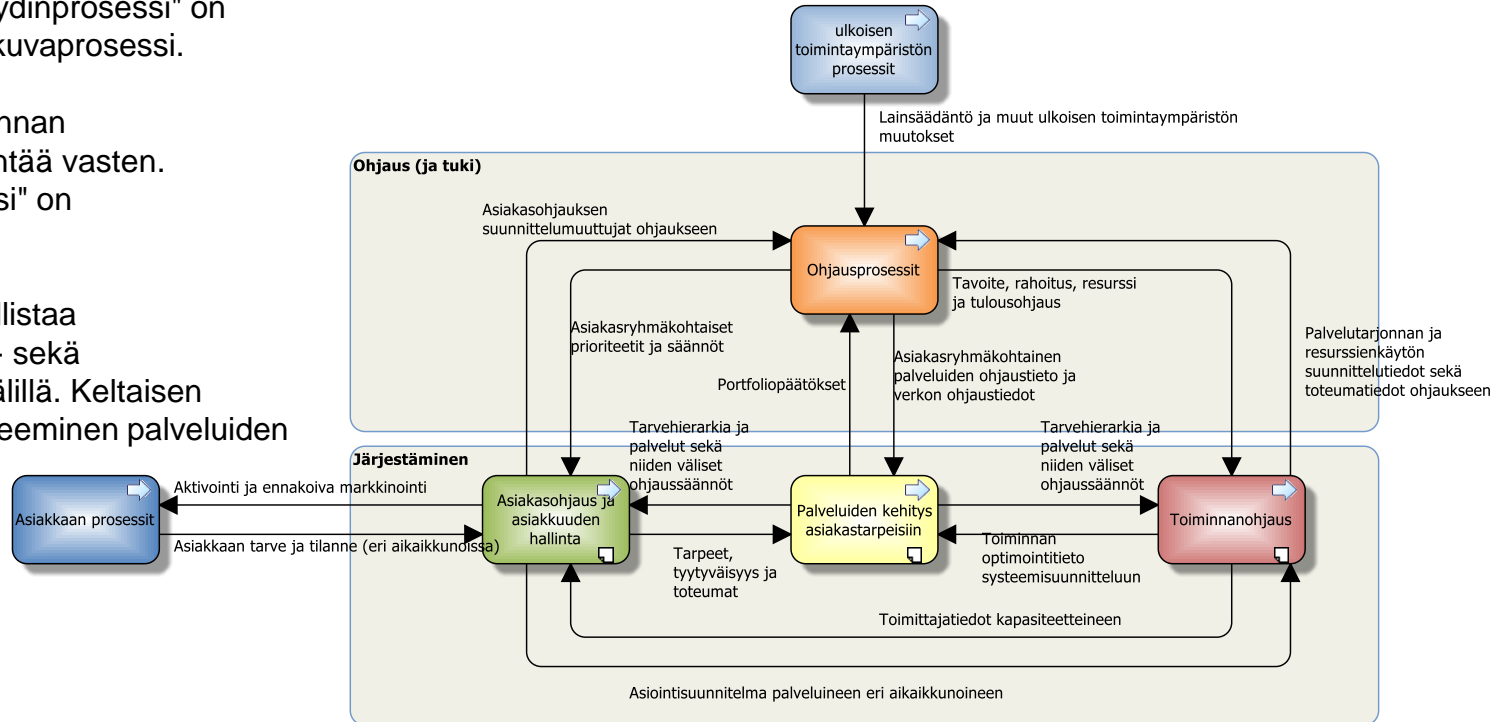 ydinprosessi" on
kuvaprosessi.
nnan
ntää vasten.
si" on
llistaa
- sekä
älillä. Keltaisen
teeminen palveluiden
ulkoisen
toimintaympäristön
prosessit
Lainsäädäntö ja muut ulkoisen toimintaympäristön
muutokset
Ohjaus (ja tuki)
Asiakasohjauksen
suunnittelumuuttujat ohjaukseen
Ohjausprosessit
Tavoite, rahoitus, resurssi
ja tulousohjaus
Asiakasryhmäkohtaiset
prioriteetit ja säännöt
Portfoliopäätökset
Asiakasryhmäkohtainen
palveluiden ohjaustieto ja
verkon ohjaustiedot
Palvelutarjonnan ja
resurssienkäytön
suunnittelutiedot sekä
toteumatiedot ohjaukseen
Tarvehierarkia ja
palvelut sekä
niiden väliset
ohjaussäännöt
Tarvehierarkia ja
palvelut sekä
niiden väliset
ohjaussäännöt
Järjestäminen
Asiakkaan prosessit
Aktivointi ja ennakoiva markkinointi
Asiakkaan tarve ja tilanne (eri aikaikkunoissa)
Asiakasohjaus ja
asiakkuuden
hallinta
Palveluiden kehitys
asiakastarpeisiin
Toiminnanohjaus
Tarpeet,
tyytyväisyys ja
toteumat
Toiminnan
optimointitieto
systeemisuunnitteluun
Toimittajatiedot kapasiteetteineen
Asiointisuunnitelma palveluineen eri aikaikkunoineen